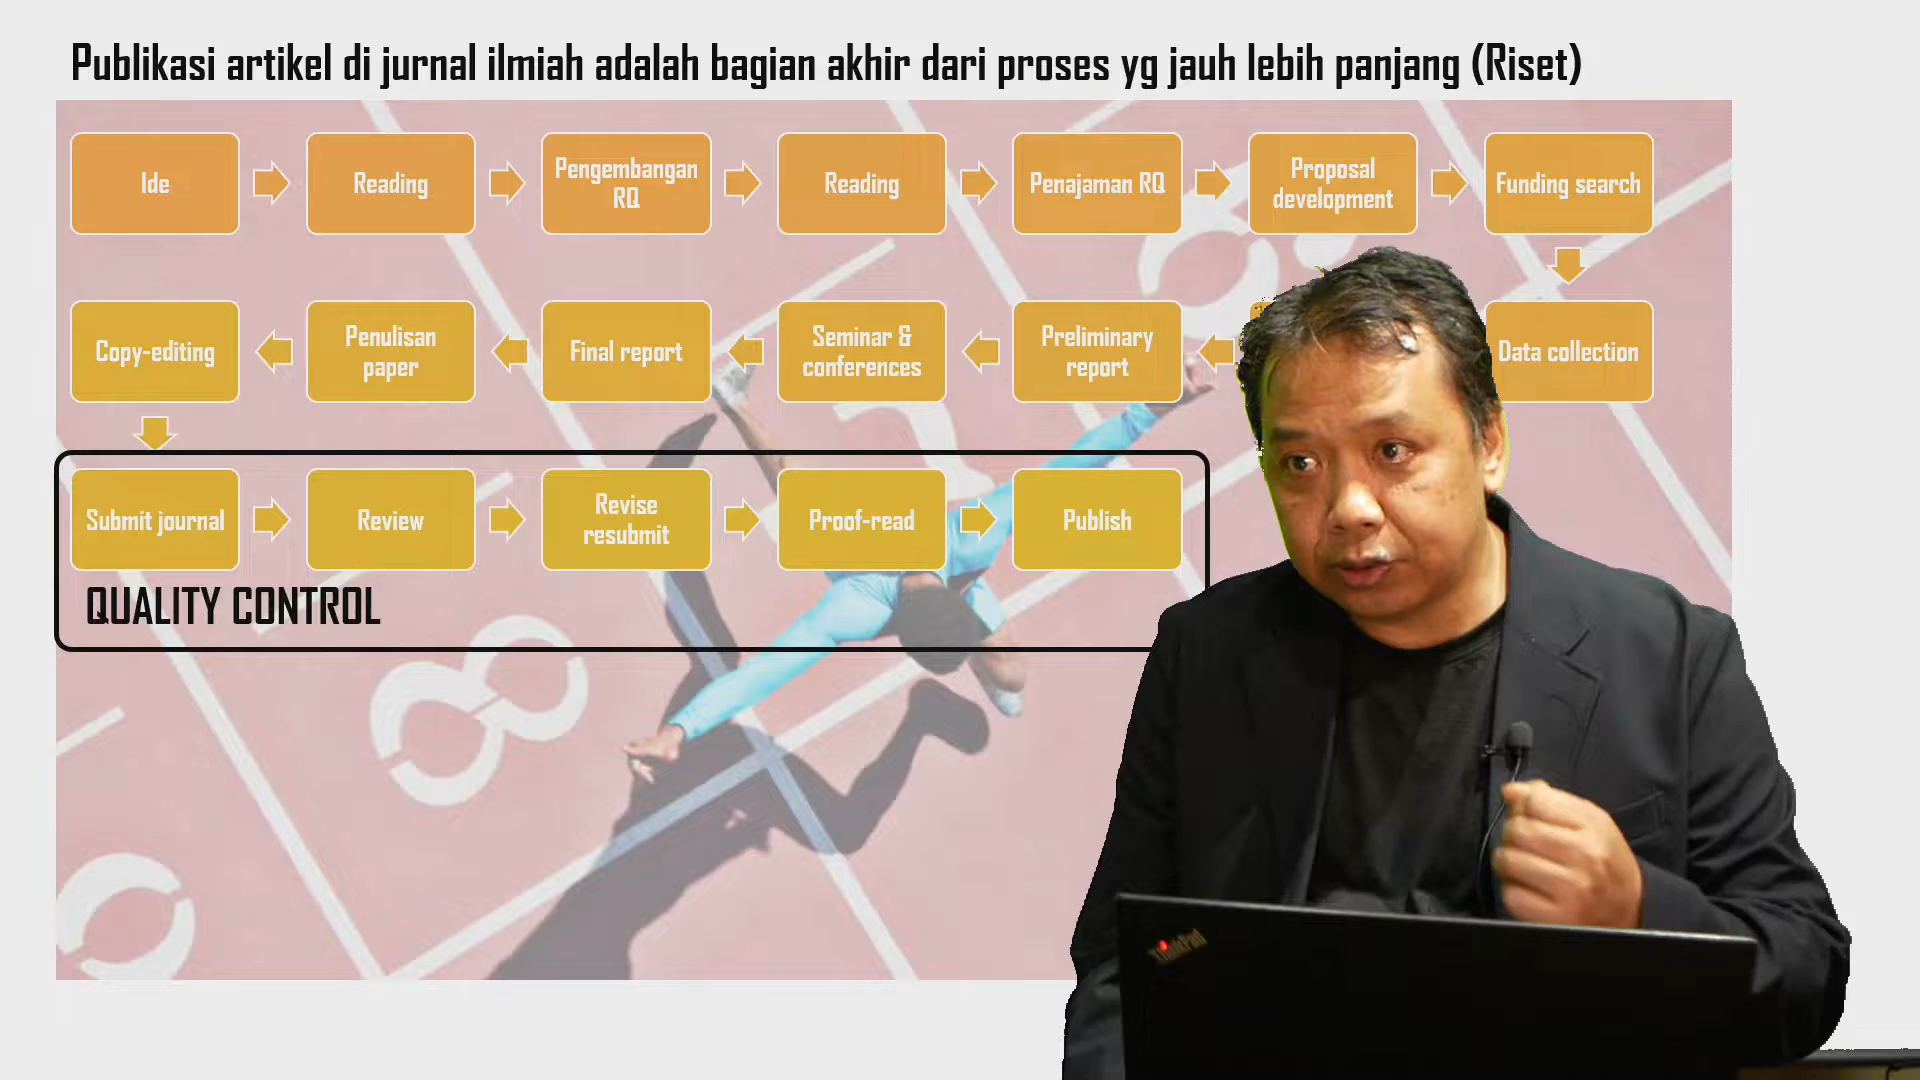 Publikasi artikel di jurnal ilmiah adalah bagian akhir dari proses yg jauh lebih panjang (Riset)
Ide
Reading
Pengembangan
RQ
Reading
Penajaman RQ
Proposal
development
Funding search
Data collection
Preliminary
report
Seminar &
conferences
Final report
Penulisan
paper
Copy-editing
Submit journal
Review
Revise
resubmit
Proof-read
Publish
QUALITY CONTROL
ThinkPad